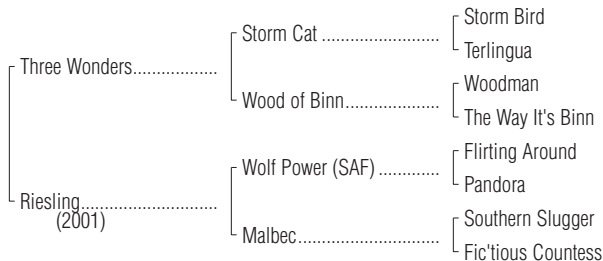 Storm Bird
Storm Cat ........................
Terlingua
Three Wonders.................
Woodman
Wood of Binn...................
The Way It's Binn
Flirting Around
Wolf Power (SAF) ............
Pandora
Riesling...........................
(2001)
Southern Slugger
Malbec............................
Fic'tious Countess